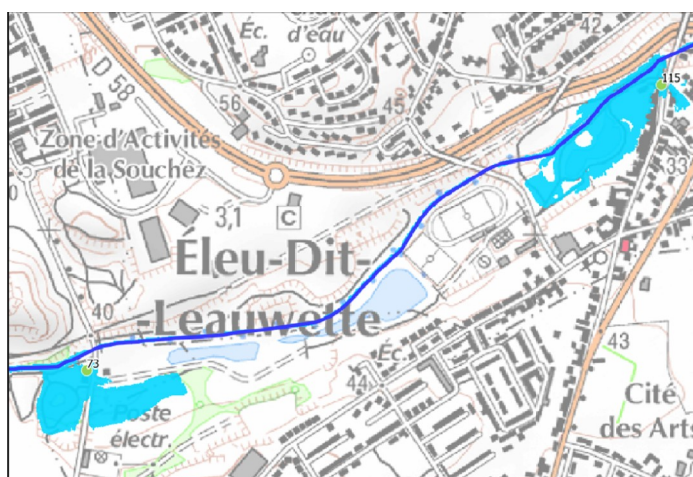 42
Éc.
d'eau
115
D 58
56
45
Zone d'Activités
de la Souchez
33
3,1
C
Eleu-Dit-
-Leauwette
40
43
73
Éc.
44
Cité
des Arts
Poste
électr.